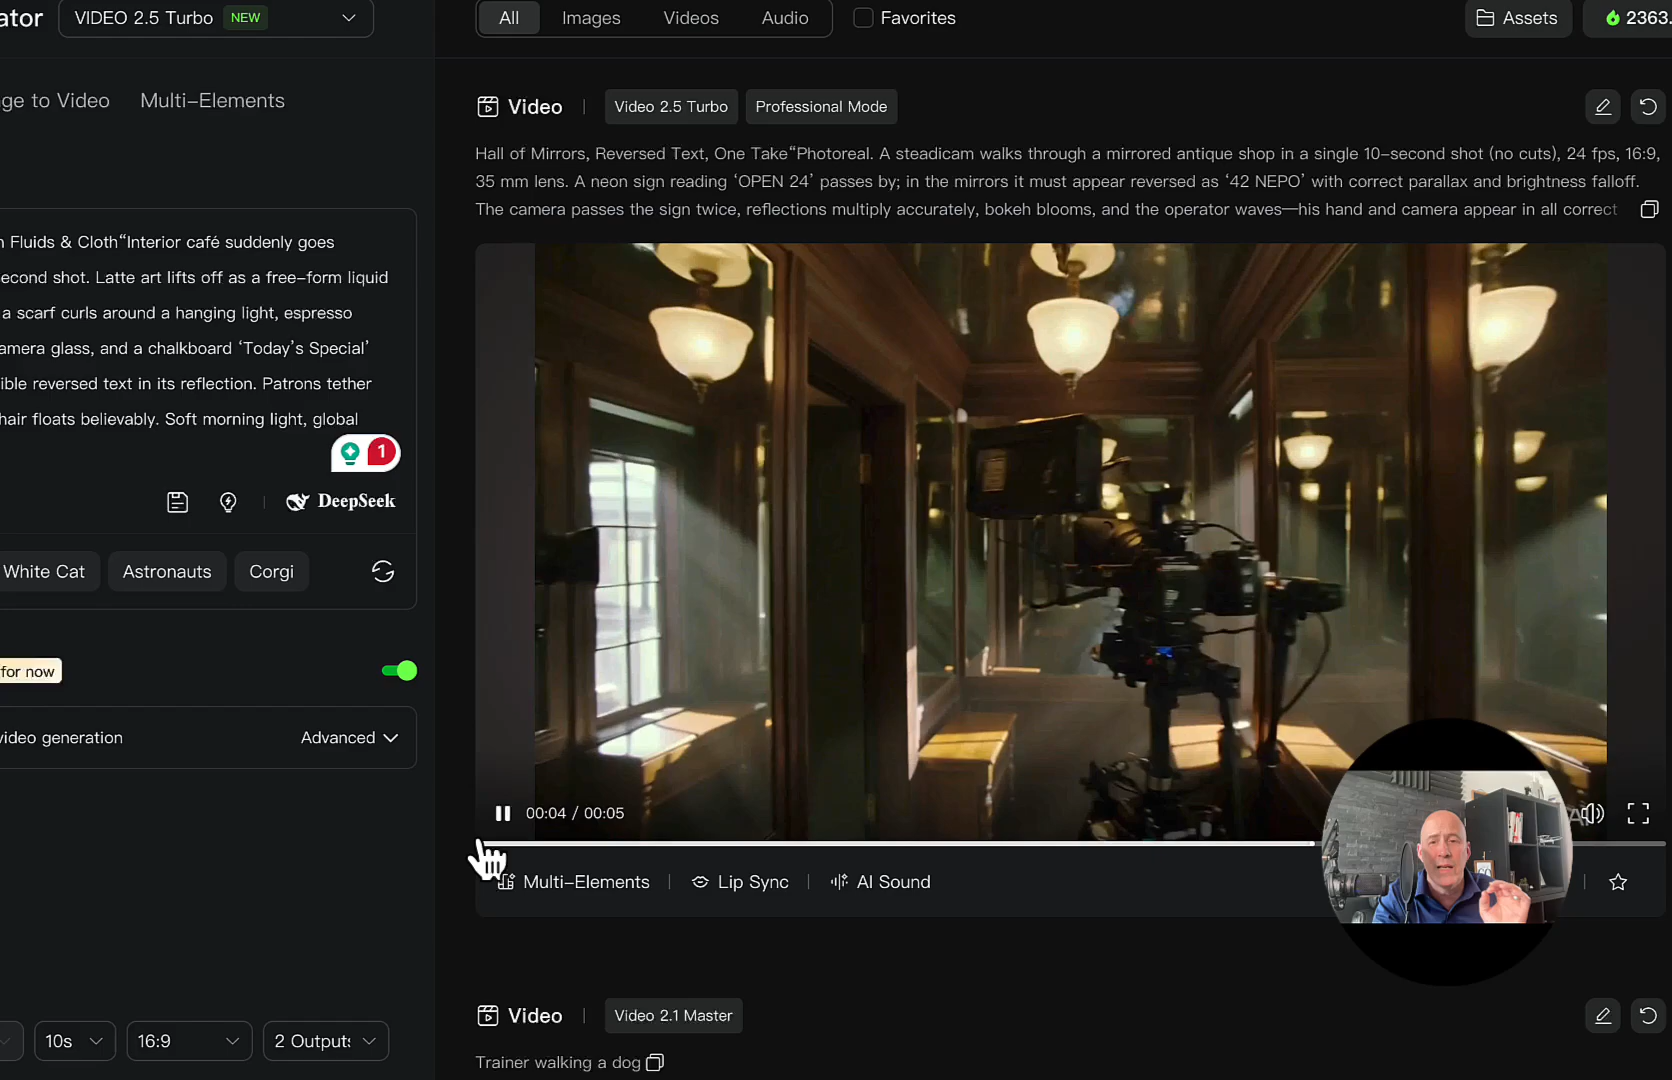 ator
VIDEO 2.5 Turbo NEW
All Images Videos Audio Favorites
Assets
2363.
ge to Video Multi-Elements
Video Video 2.5 Turbo Professional Mode
Hall of Mirrors, Reversed Text, One Take“Photoreal. A steadicam walks through a mirrored antique shop in a single 10-second shot (no cuts), 24 fps, 16:9,
35 mm lens. A neon sign reading ‘OPEN 24’ passes by; in the mirrors it must appear reversed as ‘42 NEPO’ with correct parallax and brightness falloff.
The camera passes the sign twice, reflections multiply accurately, bokeh blooms, and the operator waves—his hand and camera appear in all correct
n Fluids & Cloth“Interior café suddenly goes
econd shot. Latte art lifts off as a free-form liquid
a scarf curls around a hanging light, espresso
amera glass, and a chalkboard ‘Today’s Special’
ible reversed text in its reflection. Patrons tether
hair floats believably. Soft morning light, global
1
DeepSeek
White Cat Astronauts Corgi
for now
video generation Advanced
00:04 / 00:05
Multi-Elements Lip Sync AI Sound
Video Video 2.1 Master
Trainer walking a dog
10s 16:9 2 Outputs